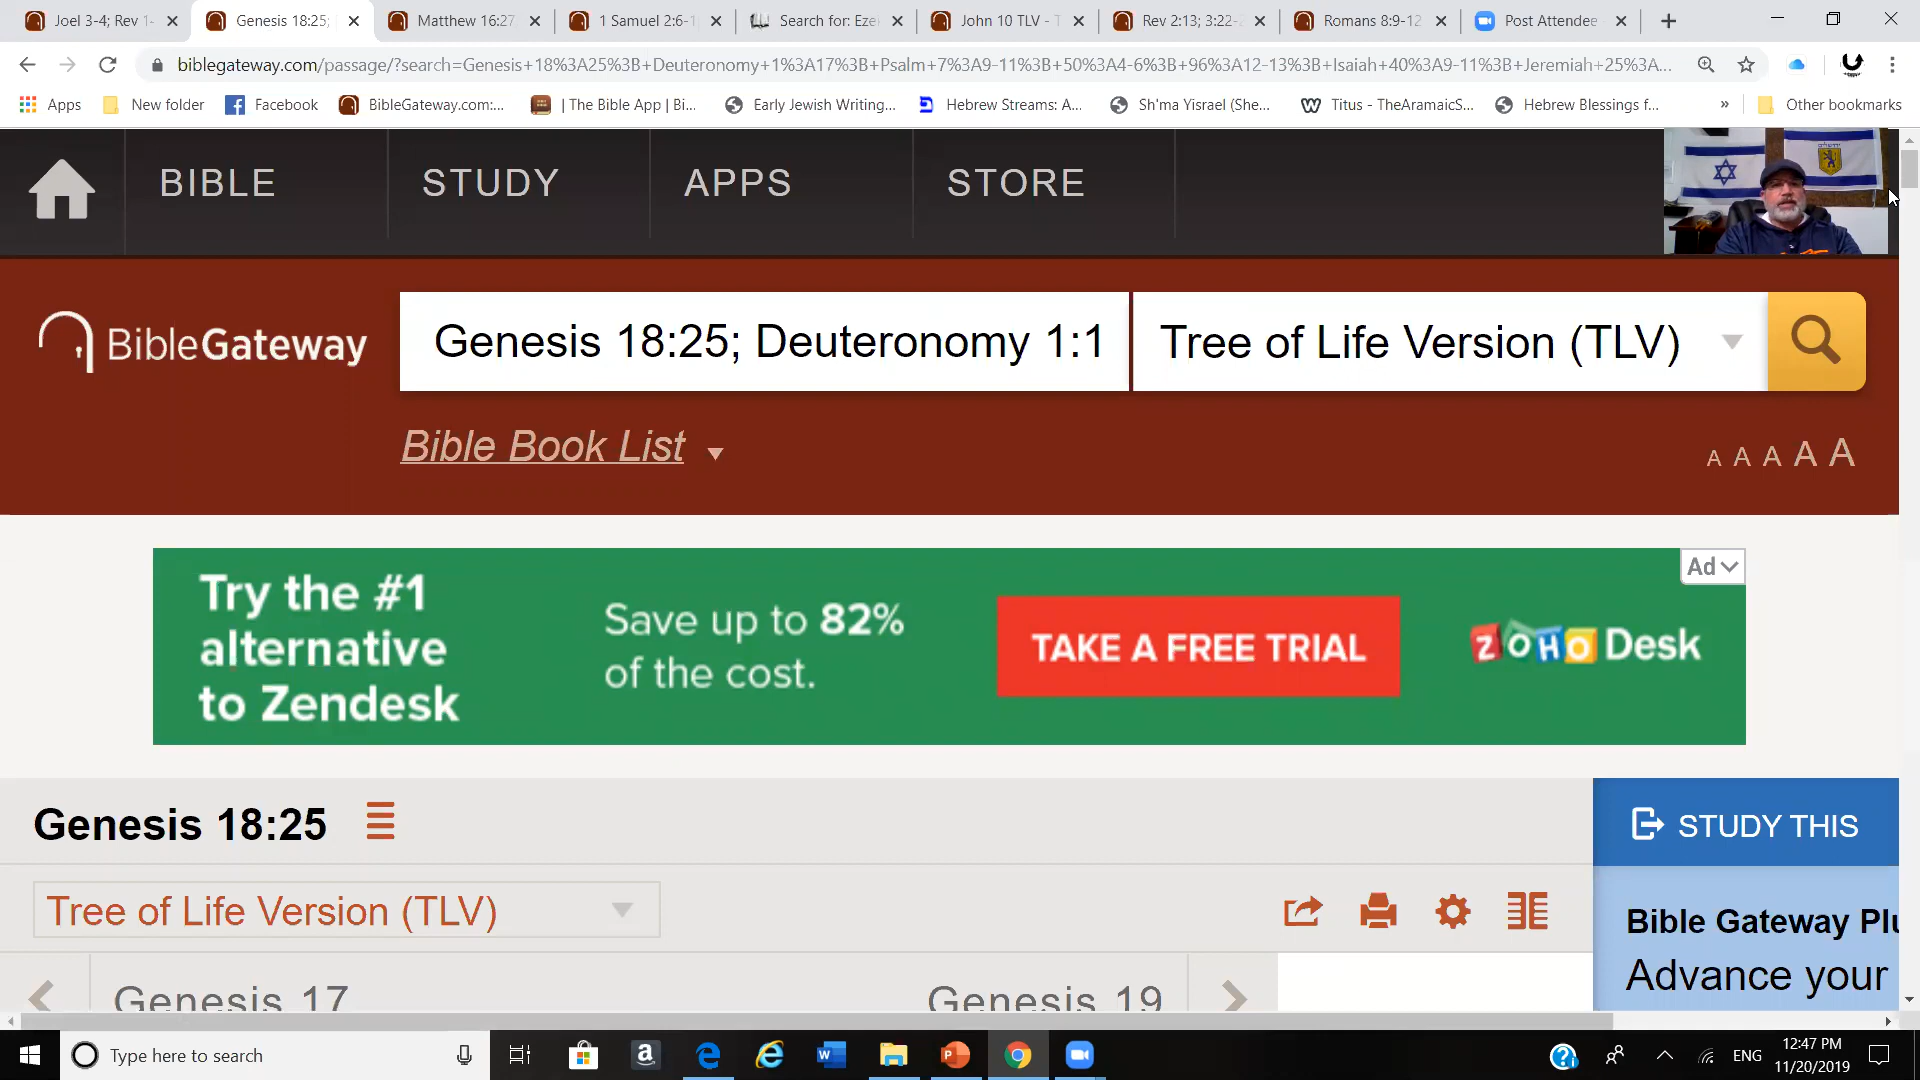 Joel 3-4; Rev 1-
Genesis 18:25;
Matthew 16:27
1 Samuel 2:6-1
Search for: Eze
John 10 TLV - T
Rev 2:13; 3:22-
Romans 8:9-12
Post Attendee -
biblegateway.com/passage/?search=Genesis+18%3A25%3B+Deuteronomy+1%3A17%3B+Psalm+7%3A9-11%3B+50%3A4-6%3B+96%3A12-13%3B+Isaiah+40%3A9-11%3B+Jeremiah+25%3A...
Apps
New folder
Facebook
BibleGateway.com:...
| The Bible App | Bi...
Early Jewish Writing...
Hebrew Streams: A...
Sh'ma Yisrael (She...
Titus - TheAramaicS...
Hebrew Blessings f...
»
Other bookmarks
BIBLE
STUDY
APPS
STORE
BibleGateway
Genesis 18:25; Deuteronomy 1:1
Tree of Life Version (TLV)
Bible Book List
A A A A A
Try the #1
alternative
to Zendesk
Save up to 82%
of the cost.
TAKE A FREE TRIAL
ZOHO Desk
Ad
Genesis 18:25
STUDY THIS
Tree of Life Version (TLV)
Bible Gateway Plu
Advance your
Genesis 17
Genesis 19
Type here to search
ENG
12:47 PM
11/20/2019